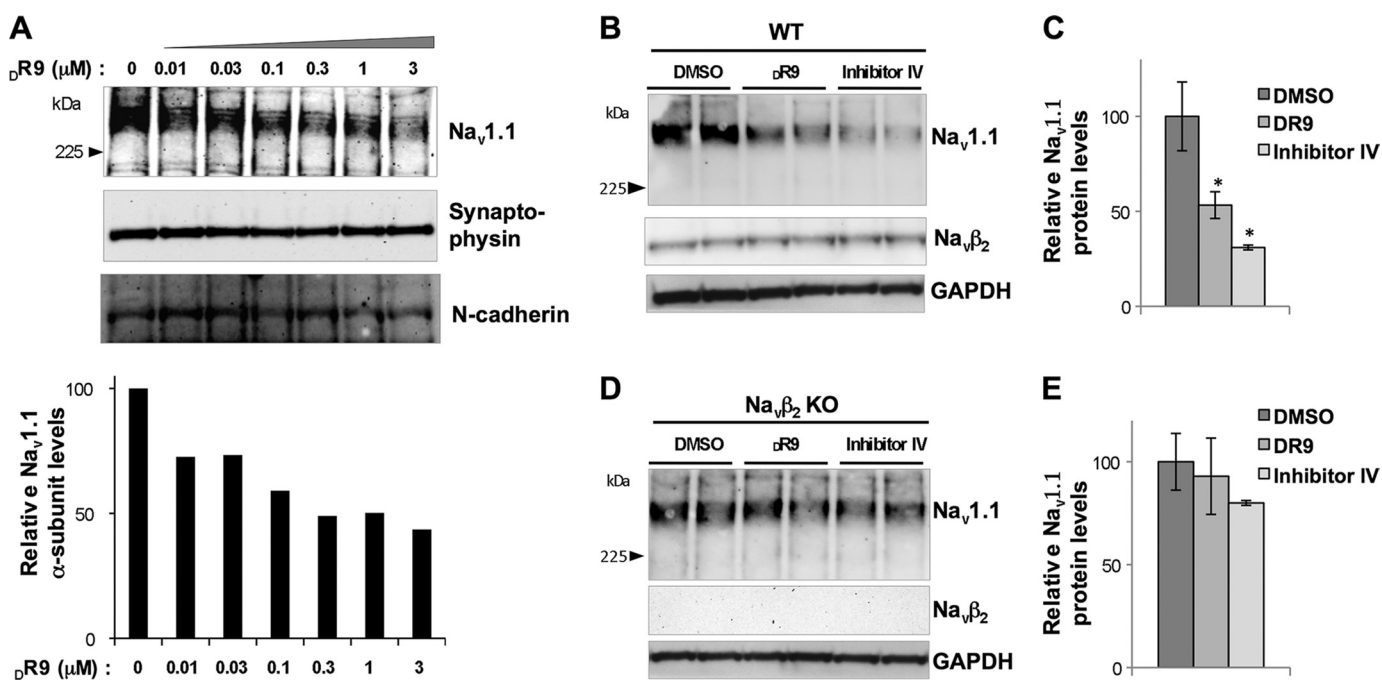 A
DR9 (μM) : 0 0.01 0.03 0.1 0.3 1 3
kDa
Nav1.1
225
Synapto-
physin
N-cadherin
100
50
0
Relative Nav1.1
α-subunit levels
DR9 (μM) : 0 0.01 0.03 0.1 0.3 1 3
B
WT
DMSO DR9 Inhibitor IV
kDa
Nav1.1
225
Navβ2
GAPDH
C
Relative Nav1.1
protein levels
100
50
0
* *
DMSO
DR9
Inhibitor IV
D
Navβ2 KO
DMSO DR9 Inhibitor IV
kDa
Nav1.1
225
Navβ2
GAPDH
E
Relative Nav1.1
protein levels
100
50
0
DMSO
DR9
Inhibitor IV